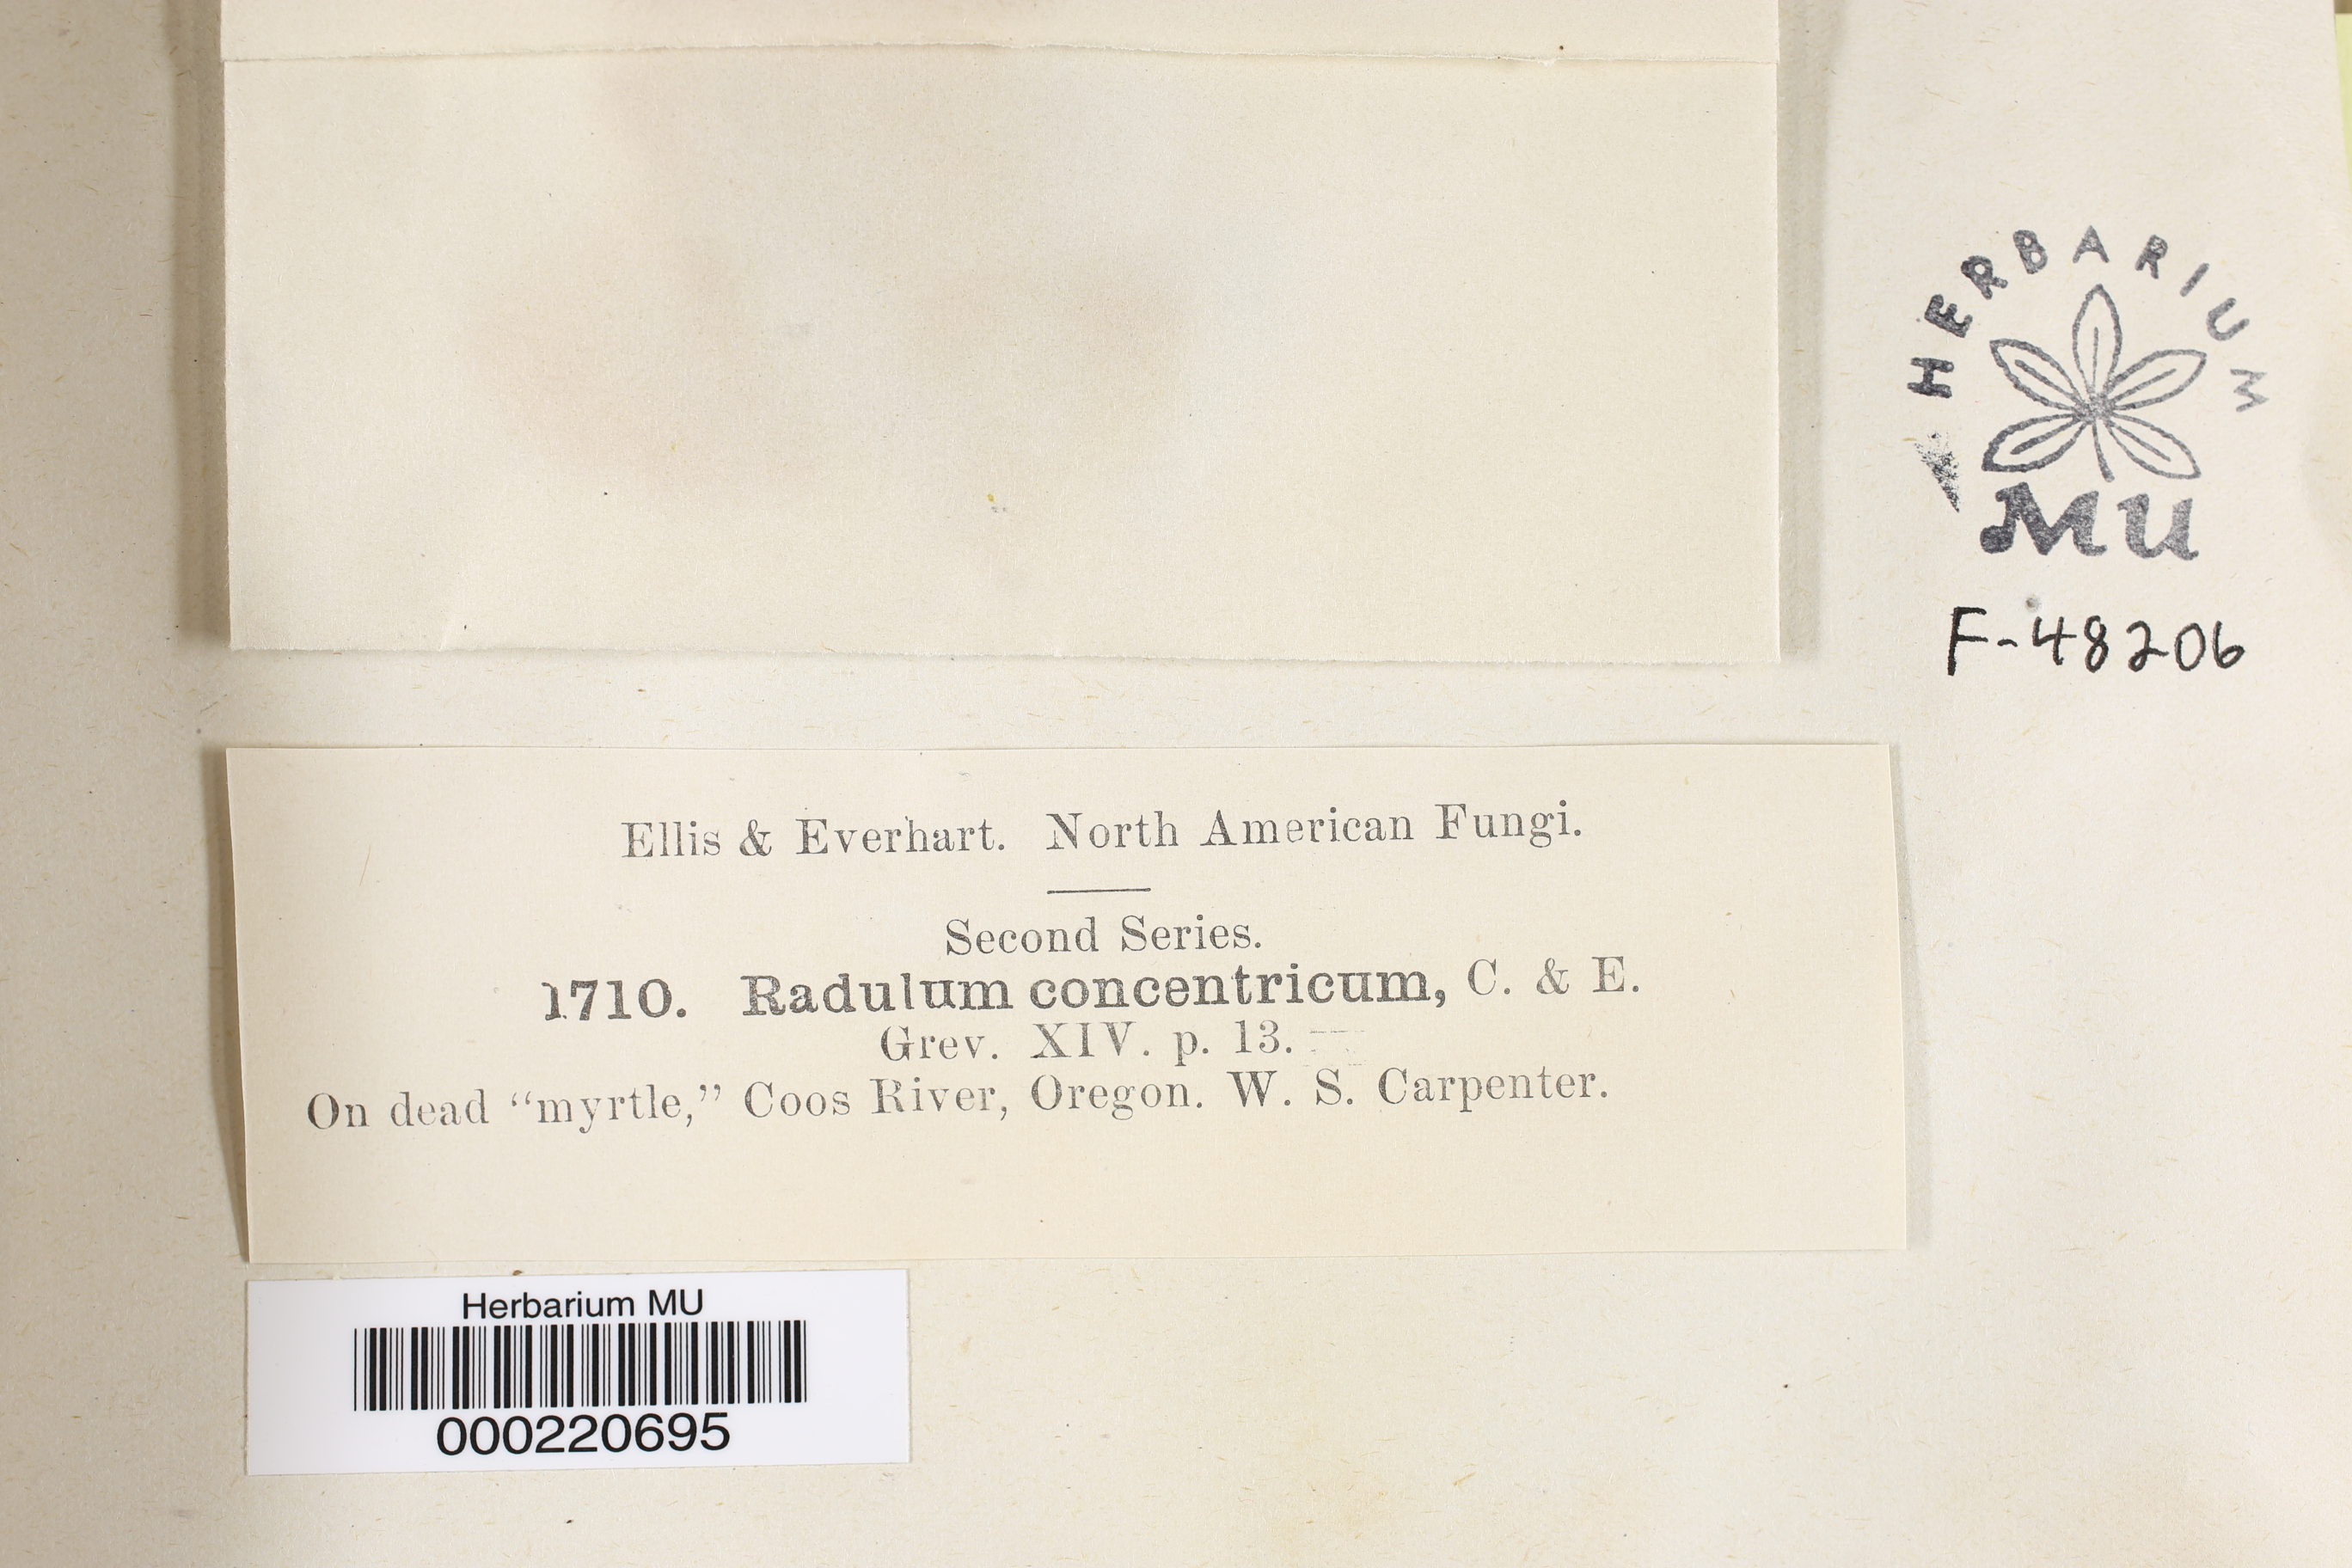 HERBARIUM
MU
F-48206
Ellis & Everhart. North American Fungi.
Second Series.
1710. Radulum concentricum, C. & E.
Grev. XIV. p. 13.
On dead “myrtle,” Coos River, Oregon. W. S. Carpenter.
Herbarium MU
000220695